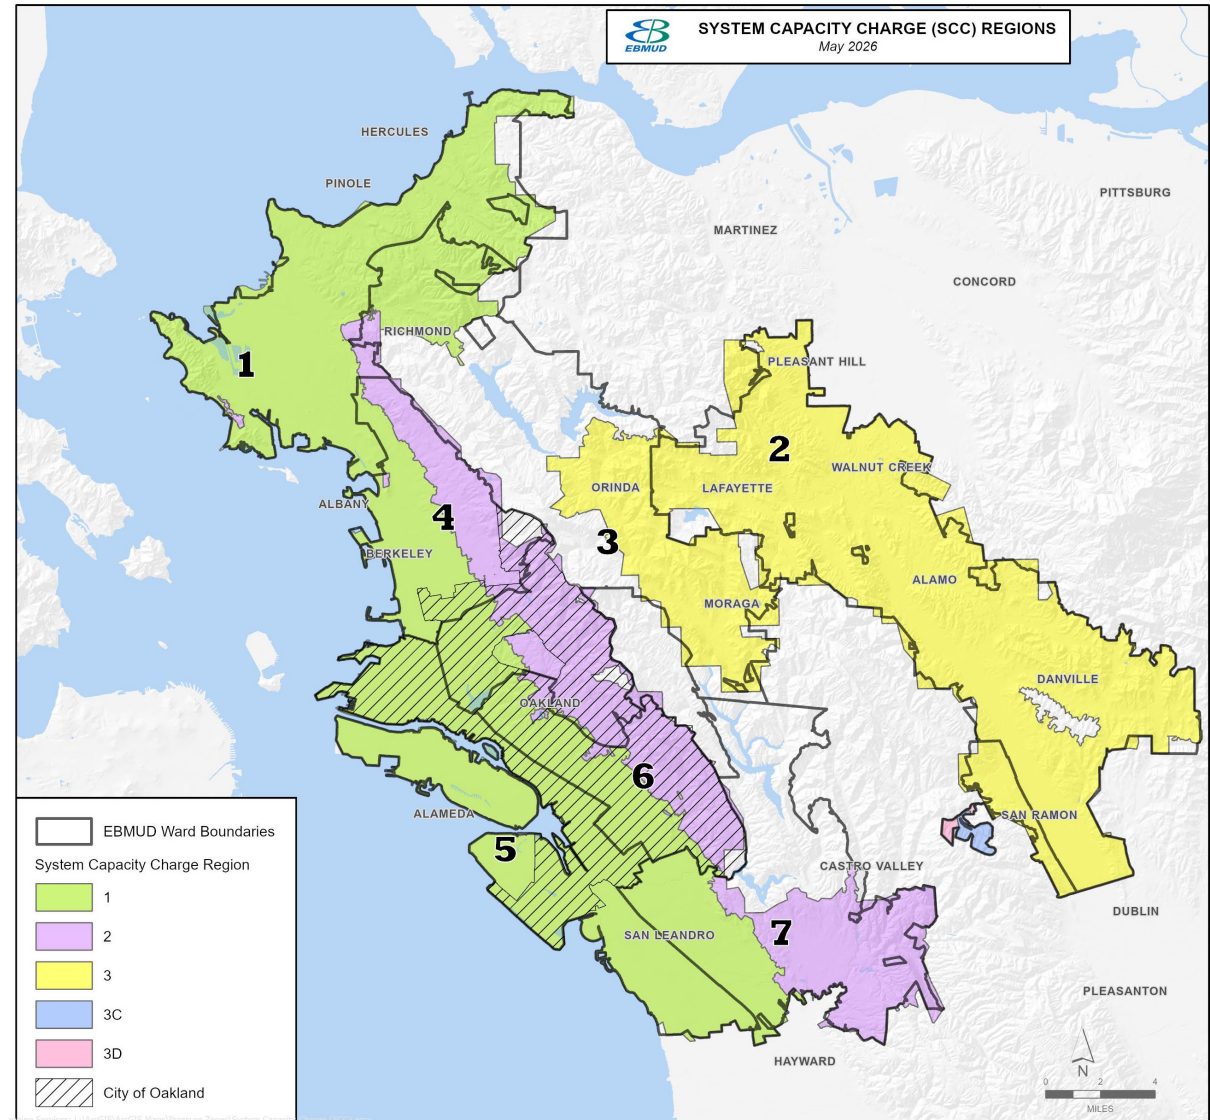 EBMUD
SYSTEM CAPACITY CHARGE (SCC) REGIONS
May 2026
HERCULES
PINOLE
PITTSBURG
MARTINEZ
CONCORD
RICHMOND
1
PLEASANT HILL
2
WALNUT CREEK
ORINDA
LAFAYETTE
ALBANY
4
3
BERKELEY
ALAMO
MORAGA
DANVILLE
OAKLAND
6
ALAMEDA
SAN RAMON
5
CASTRO VALLEY
DUBLIN
7
SAN LEANDRO
PLEASANTON
HAYWARD
EBMUD Ward Boundaries
System Capacity Charge Region
1
2
3
3C
3D
City of Oakland
N
0 2 4
MILES